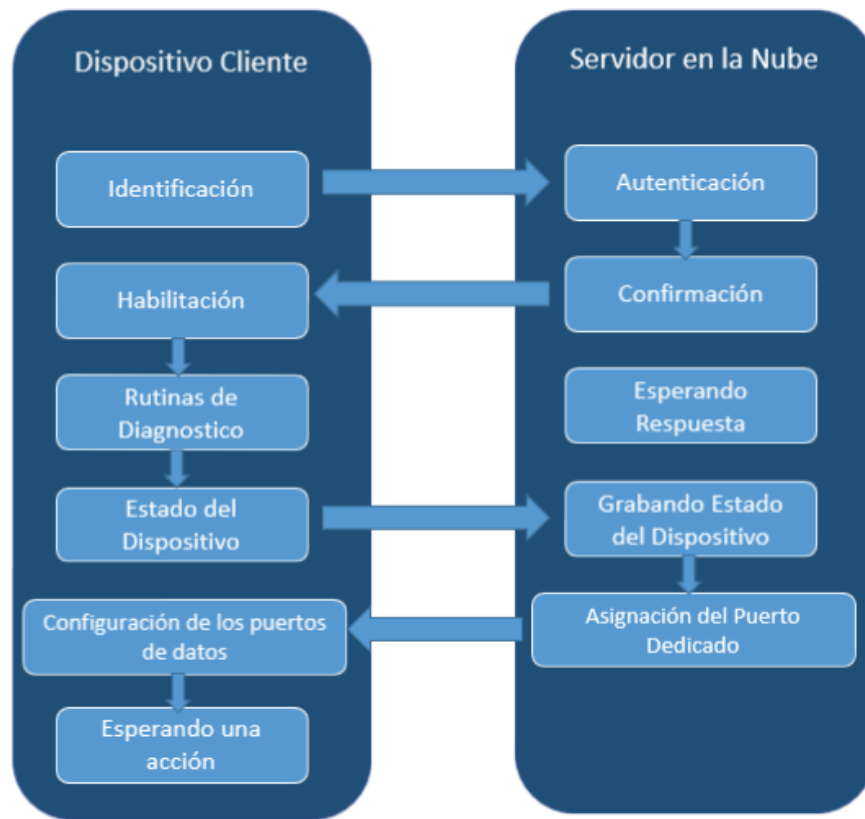 Dispositivo Cliente
Identificación
Habilitación
Rutinas de
Diagnostico
Estado del
Dispositivo
Configuración de los puertos
de datos
Esperando una
acción
Servidor en la Nube
Autenticación
Confirmación
Esperando
Respuesta
Grabando Estado
del Dispositivo
Asignación del Puerto
Dedicado